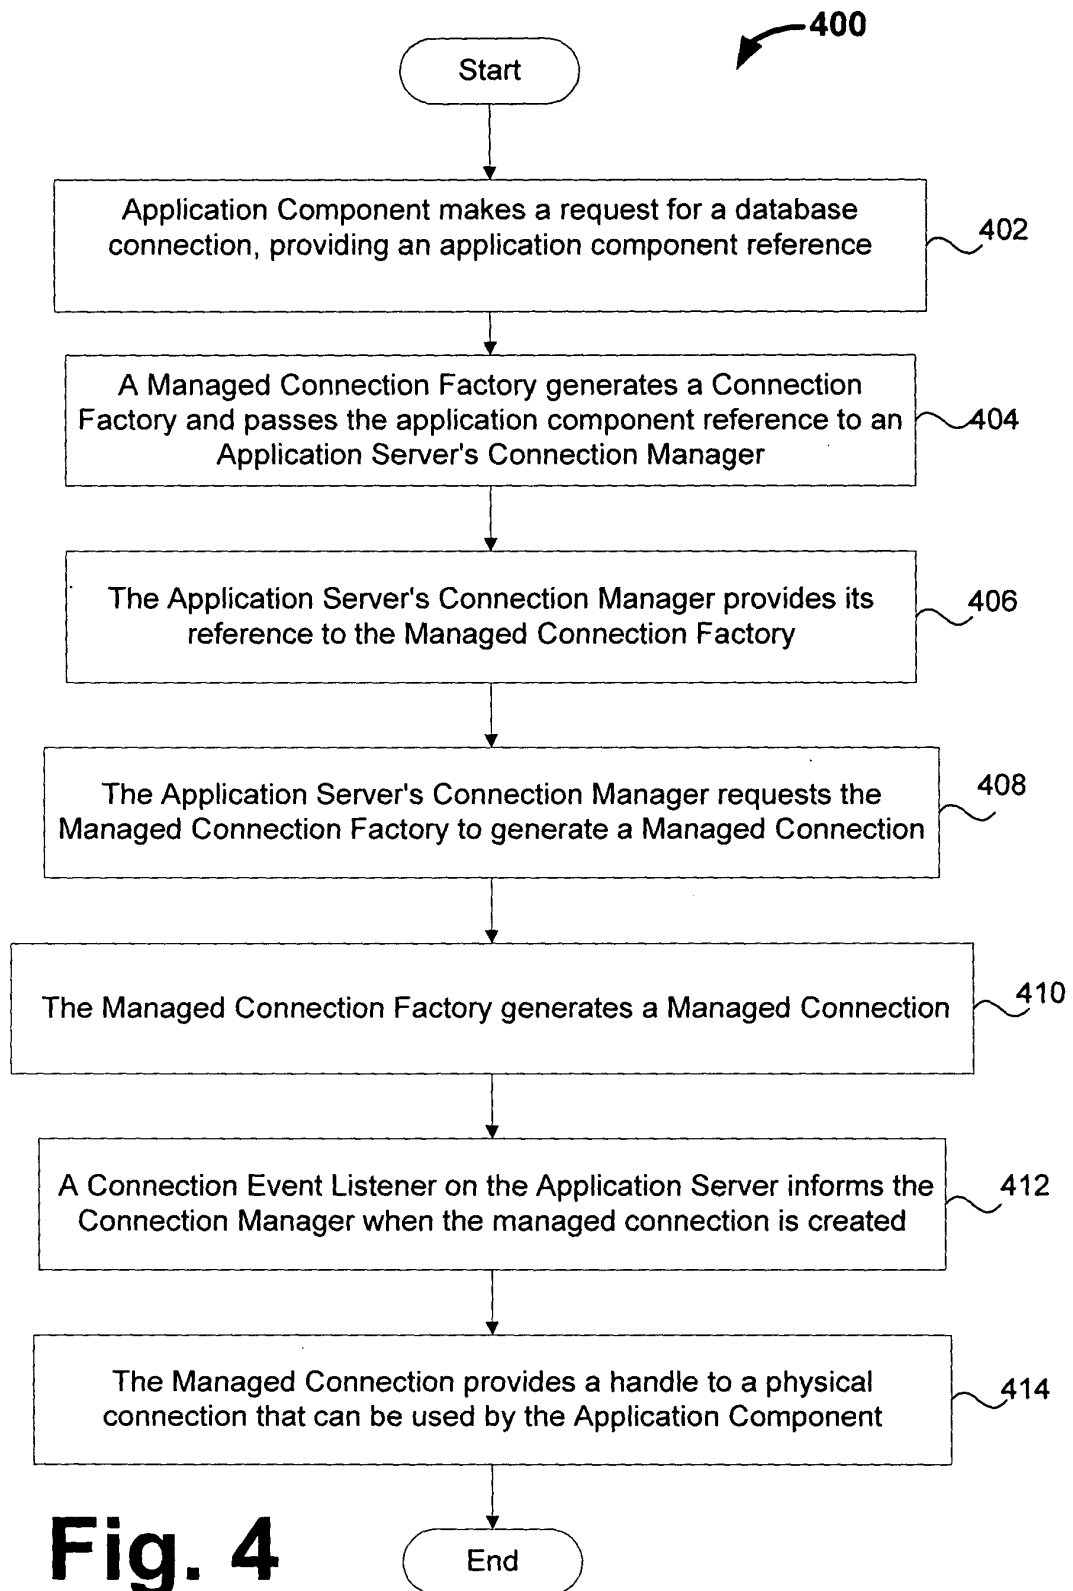 400
Start
Application Component makes a request for a database
connection, providing an application component reference
402
A Managed Connection Factory generates a Connection
Factory and passes the application component reference to an
Application Server's Connection Manager
404
The Application Server's Connection Manager provides its
reference to the Managed Connection Factory
406
The Application Server's Connection Manager requests the
Managed Connection Factory to generate a Managed Connection
408
The Managed Connection Factory generates a Managed Connection
410
A Connection Event Listener on the Application Server informs the
Connection Manager when the managed connection is created
412
The Managed Connection provides a handle to a physical
connection that can be used by the Application Component
414
Fig. 4
End